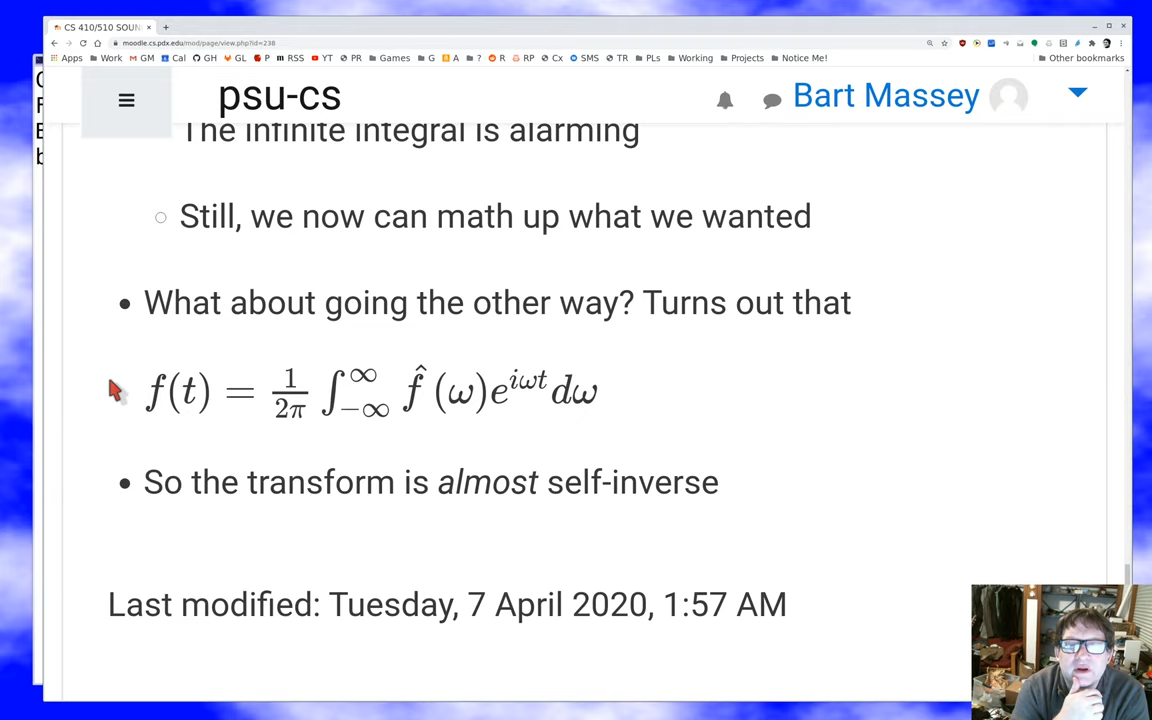 CS 410/510 SOUN
moodle.cs.pdx.edu/mod/page/view.php?id=238
Apps Work GM Cal GH GL P RSS YT PR Games G A ? R RP Cx SMS TR PLs Working Projects Notice Me! Other bookmarks
psu-cs Bart Massey
The infinite integral is alarming
Still, we now can math up what we wanted
What about going the other way? Turns out that
f(t) = 1/2π ∫_{-∞}^{∞} f̂(ω)e^{iωt}dω
So the transform is almost self-inverse
Last modified: Tuesday, 7 April 2020, 1:57 AM